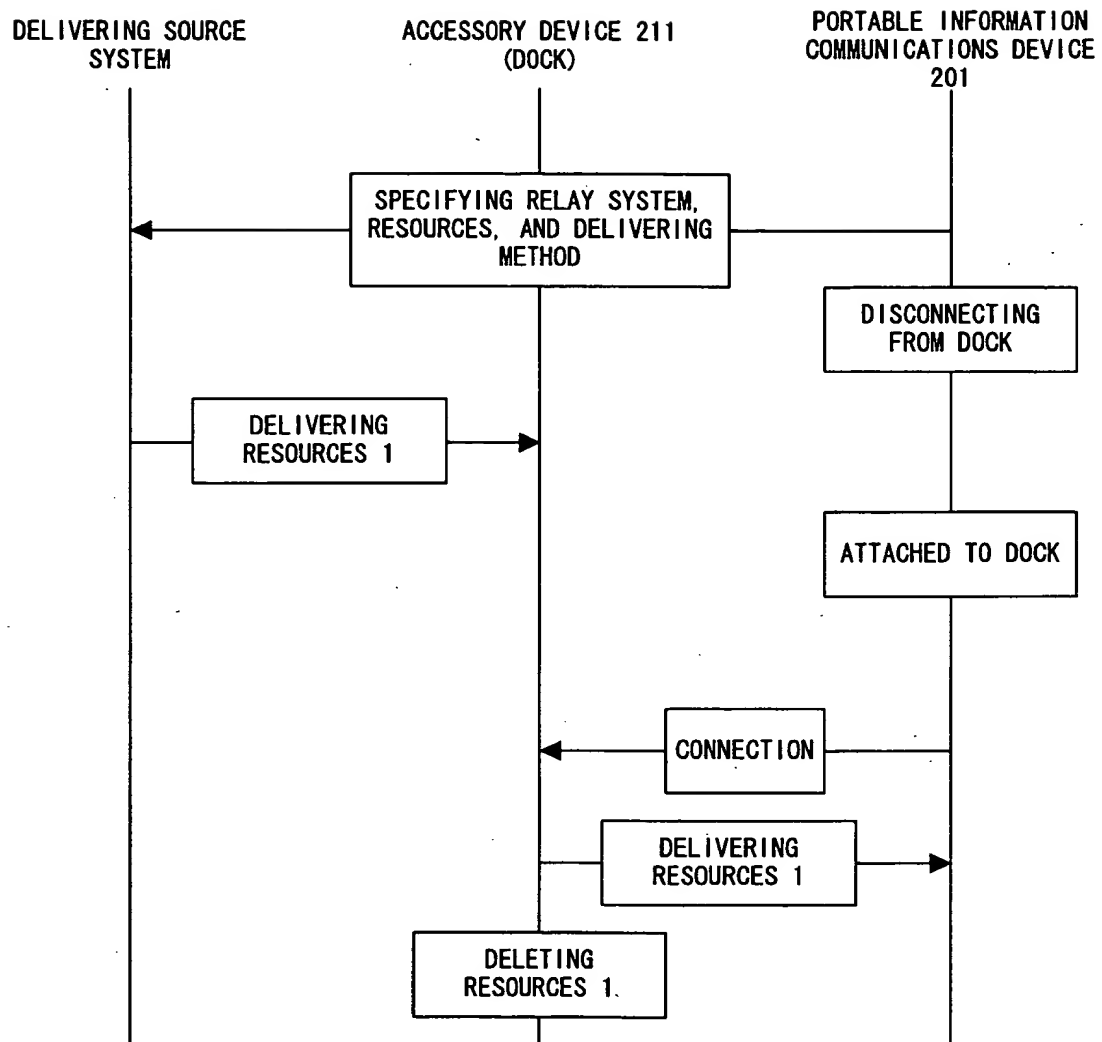 DELIVERING SOURCE
SYSTEM
ACCESSORY DEVICE 211
(DOCK)
PORTABLE INFORMATION
COMMUNICATIONS DEVICE
201
SPECIFYING RELAY SYSTEM,
RESOURCES, AND DELIVERING
METHOD
DISCONNECTING
FROM DOCK
DELIVERING
RESOURCES 1
ATTACHED TO DOCK
CONNECTION
DELIVERING
RESOURCES 1
DELETING
RESOURCES 1.